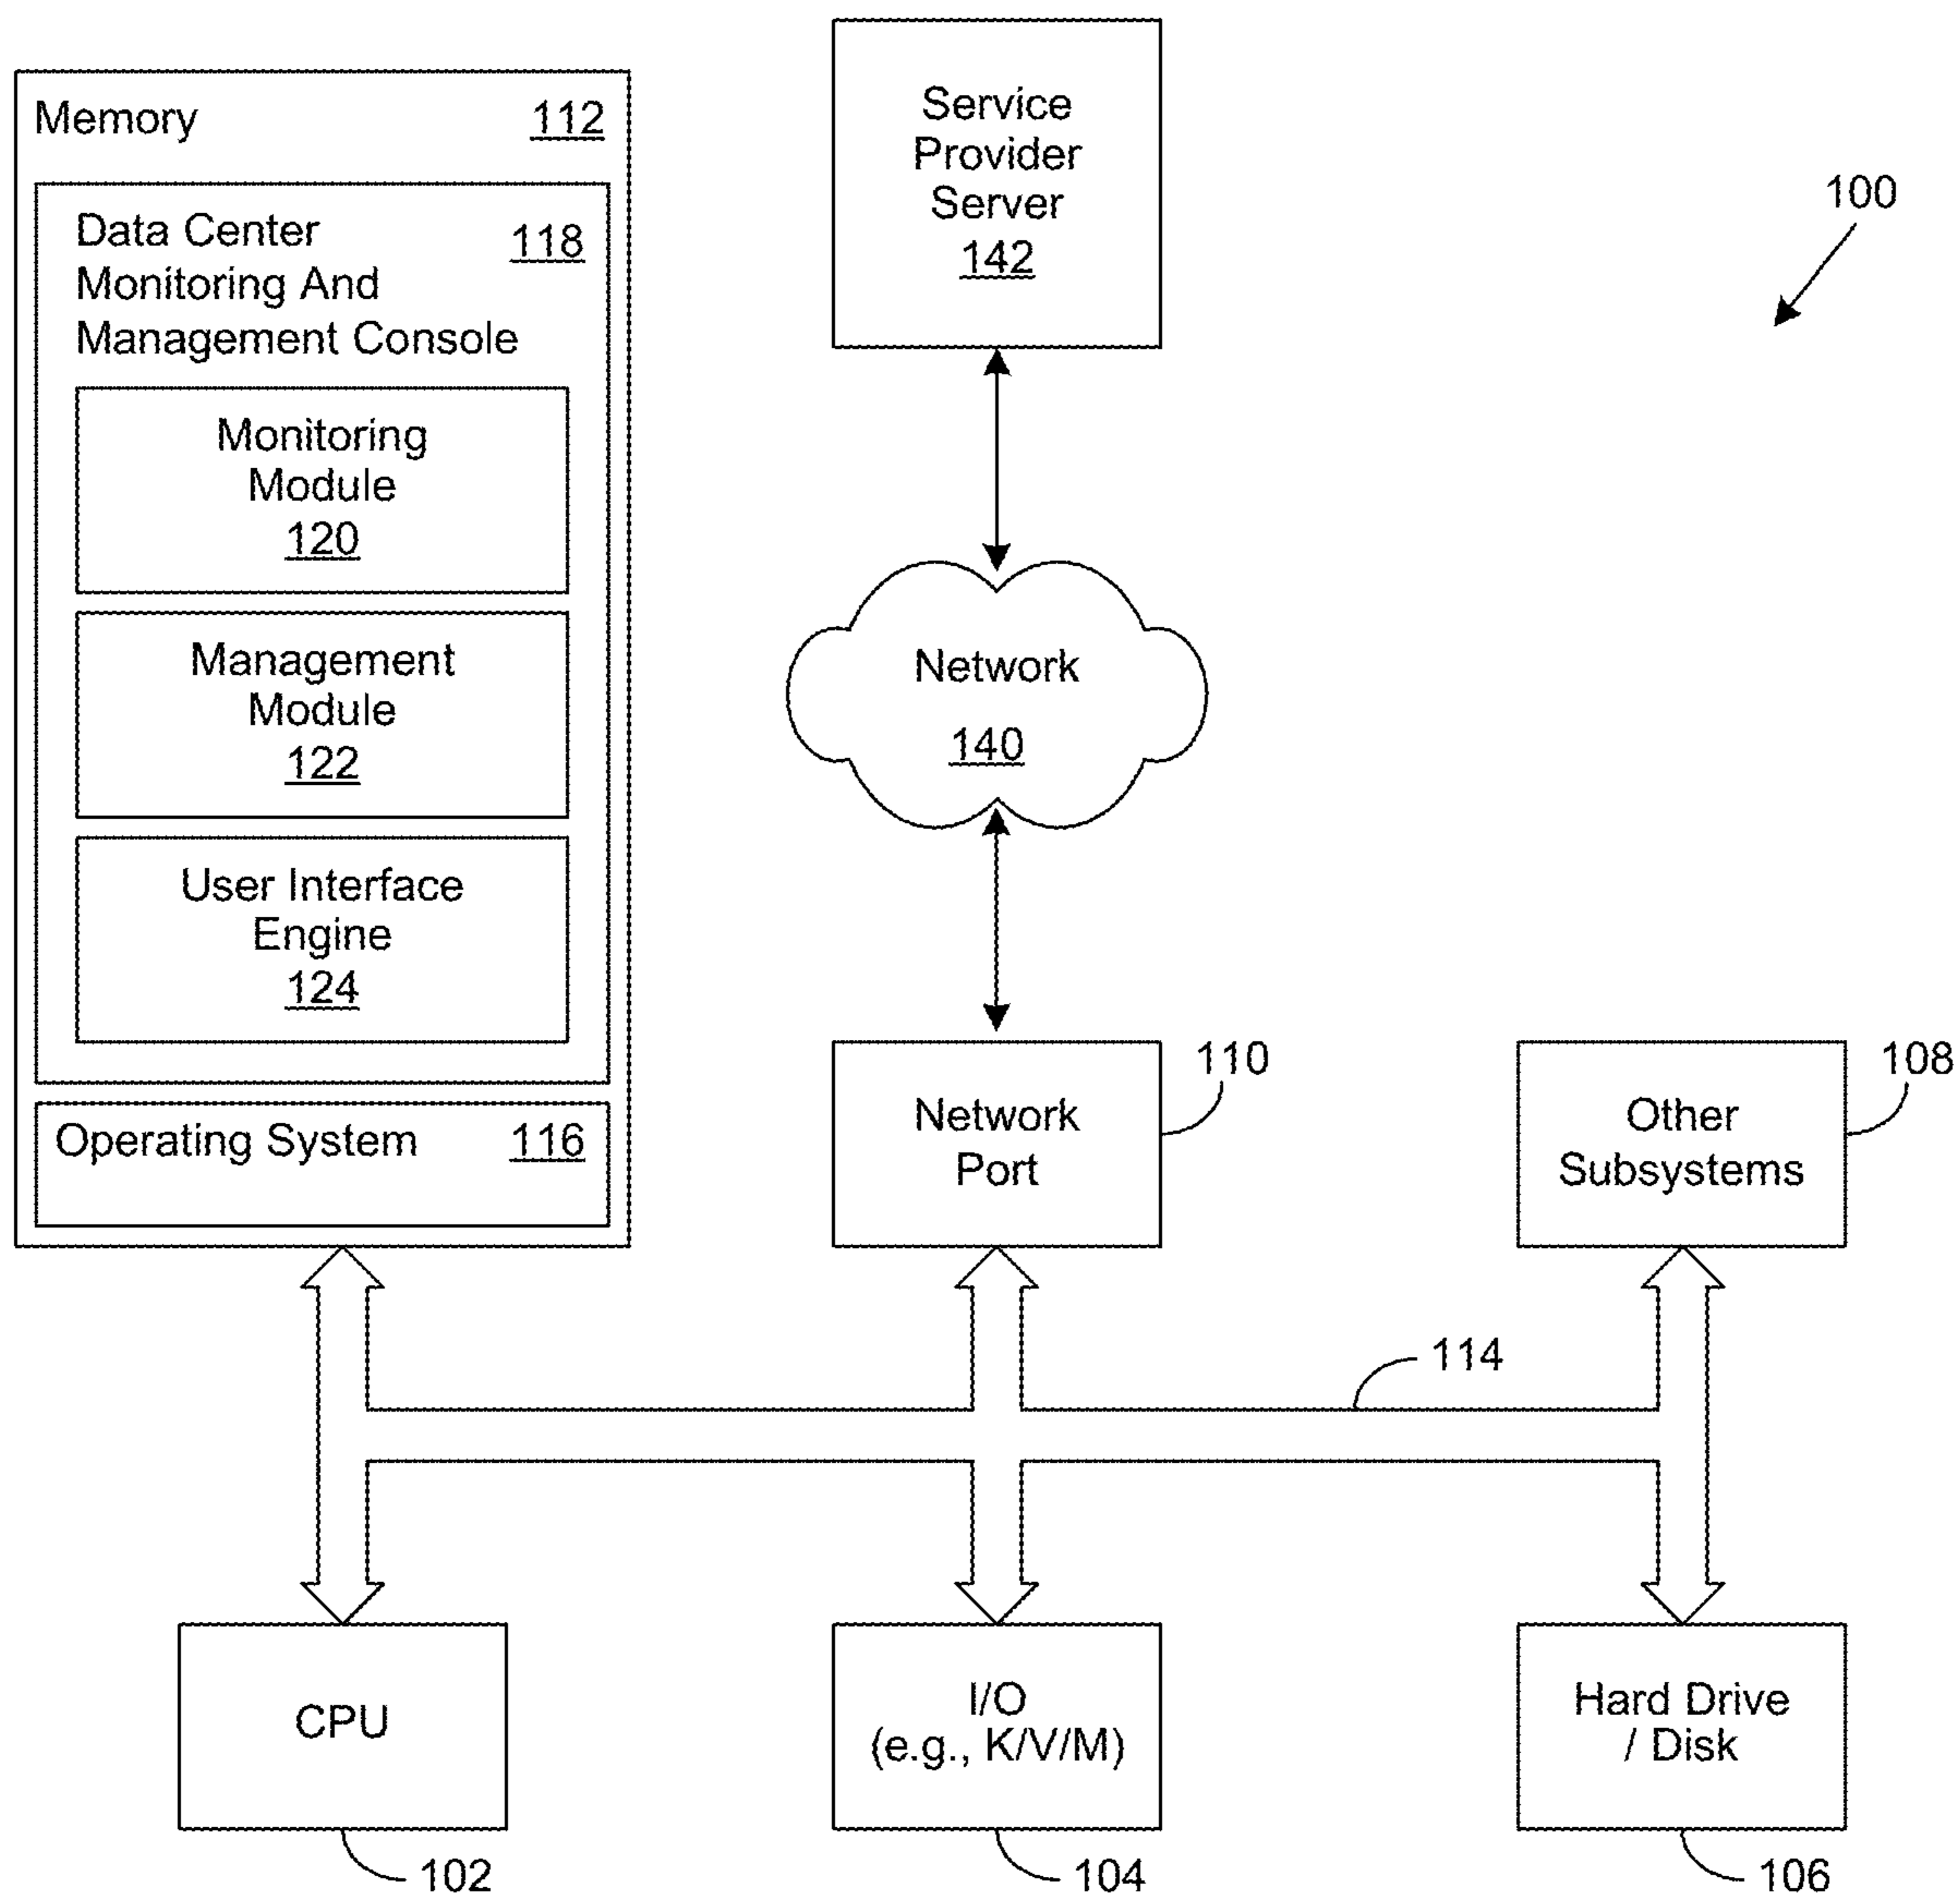 Memory 112
Data Center 118
Monitoring And
Management Console
Monitoring
Module
120
Management
Module
122
User Interface
Engine
124
Operating System 116
Service
Provider
Server
142
100
Network
140
Network
Port
110
Other
Subsystems
108
114
CPU
102
I/O
(e.g., K/V/M)
104
Hard Drive
/ Disk
106